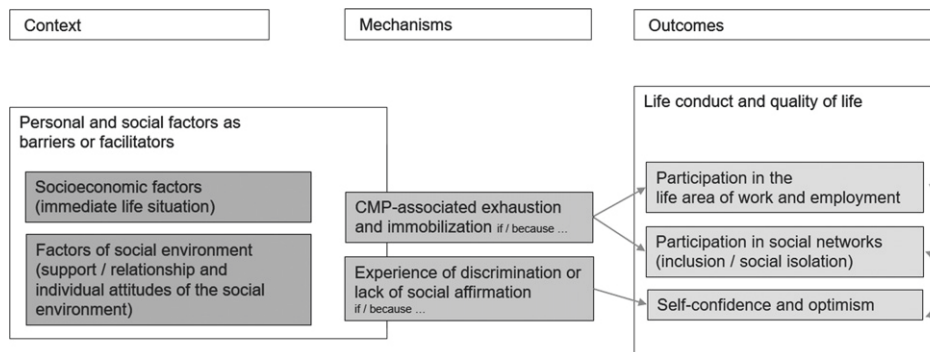 Context
Mechanisms
Outcomes
Personal and social factors as
barriers or facilitators
Socioeconomic factors
(immediate life situation)
Factors of social environment
(support / relationship and
individual attitudes of the social
environment)
CMP-associated exhaustion
and immobilization if / because ...
Experience of discrimination or
lack of social affirmation
if / because ...
Life conduct and quality of life
Participation in the
life area of work and employment
Participation in social networks
(inclusion / social isolation)
Self-confidence and optimism